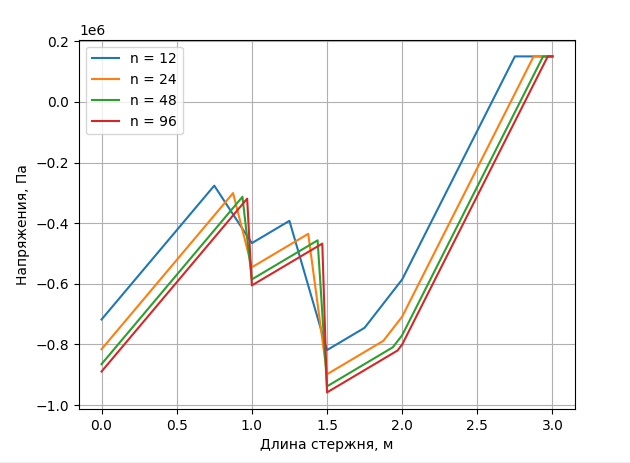 1e6
0.2
0.0
−0.2
−0.4
−0.6
−0.8
−1.0
Напряжения, Па
n = 12
n = 24
n = 48
n = 96
0.0 0.5 1.0 1.5 2.0 2.5 3.0
Длина стержня, м